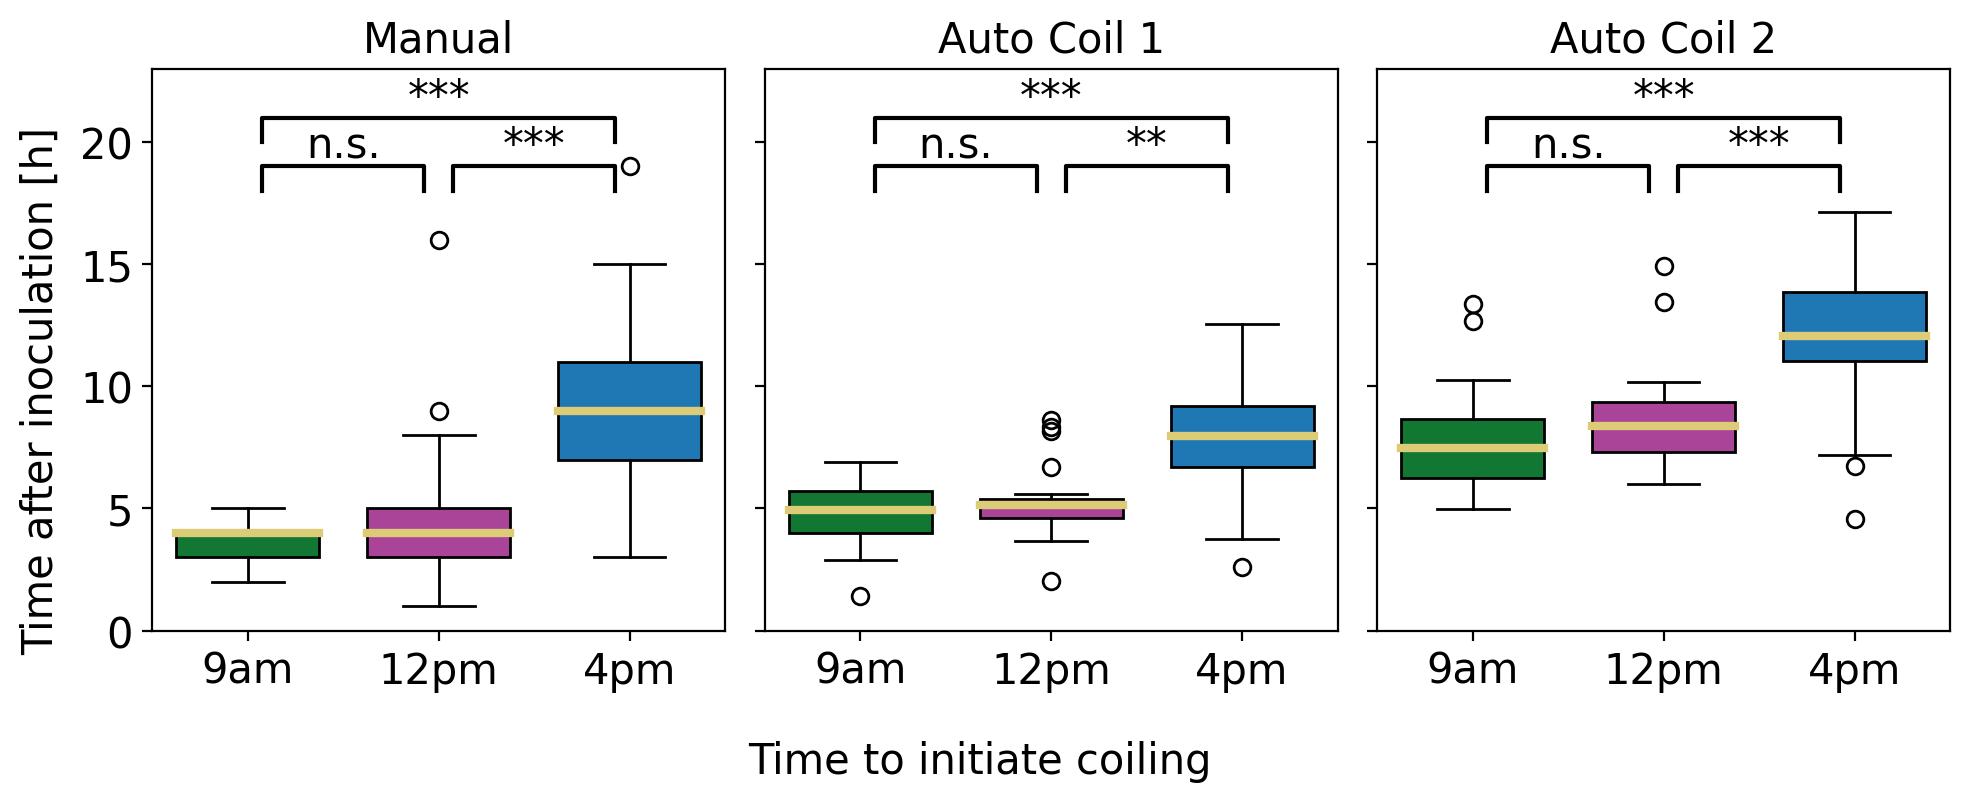 Manual
Auto Coil 1
Auto Coil 2
Time after inoculation [h]
20
15
10
5
0
***
n.s.
***
***
n.s.
**
***
n.s.
***
9am 12pm 4pm
9am 12pm 4pm
9am 12pm 4pm
Time to initiate coiling